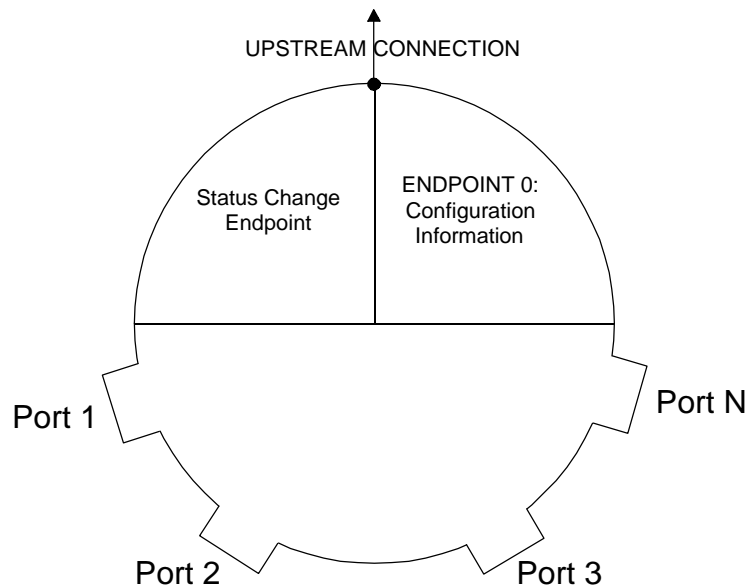 UPSTREAM CONNECTION
Status Change
Endpoint
ENDPOINT 0:
Configuration
Information
Port 1
Port N
Port 2
Port 3